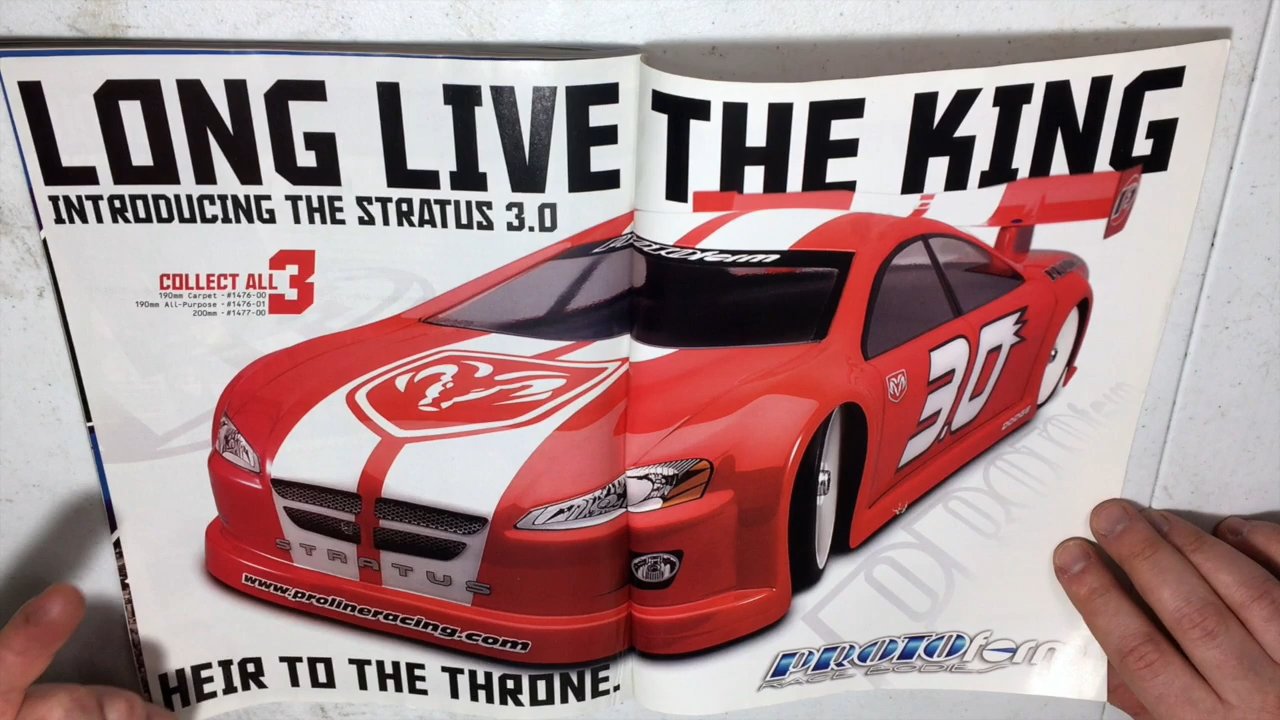 LONG LIVE THE KING
INTRODUCING THE STRATUS 3.0
COLLECT ALL 3
190mm Carpet - #1476-00
190mm All-Purpose - #1476-01
200mm - #1477-00
PROTOform
3.0
DODGE
STRATUS
www.prolineracing.com
HEIR TO THE THRONE.
PROTOform
RACE BODIES